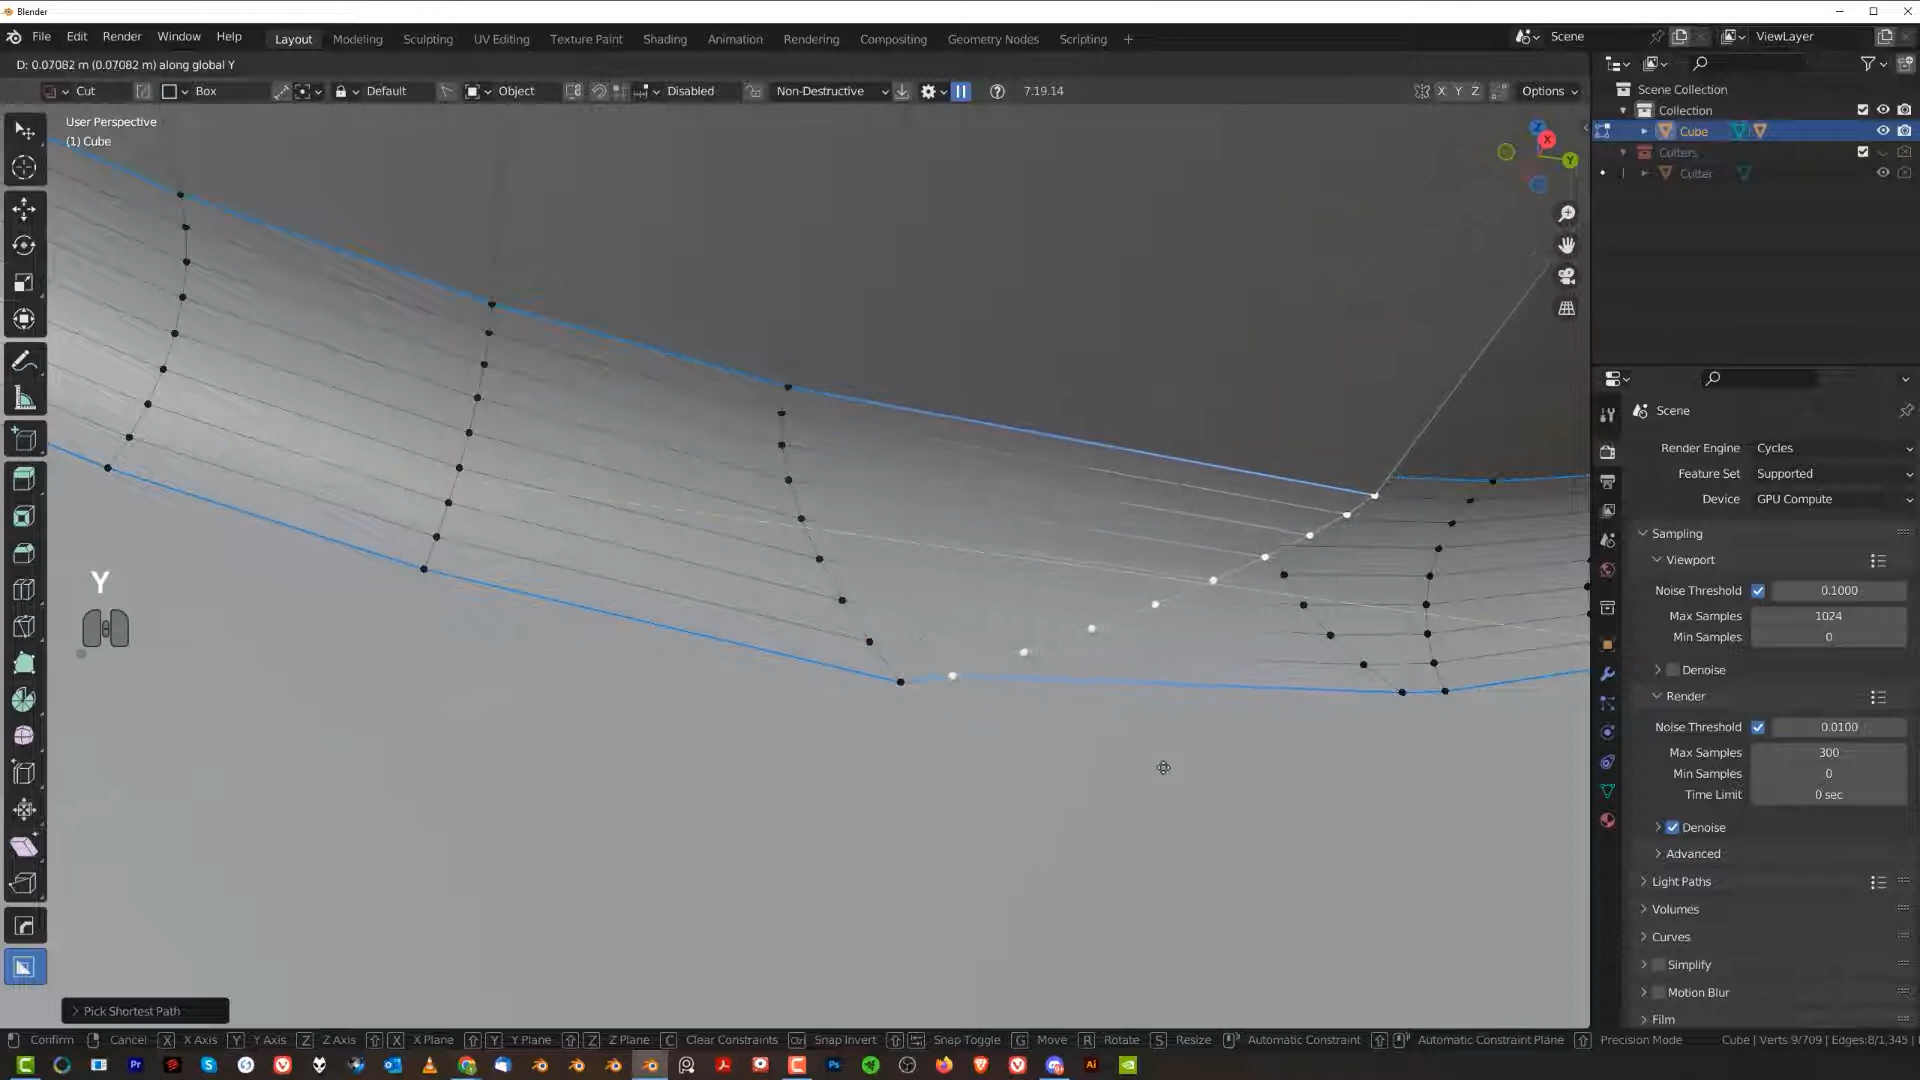 Blender
File Edit Render Window Help Layout Modeling Sculpting UV Editing Texture Paint Shading Animation Rendering Compositing Geometry Nodes Scripting + Scene ViewLayer
D: 0.07082 m (0.07082 m) along global Y
Cut Box Default Object Disabled Non-Destructive 7.19.14 X Y Z Options
User Perspective
(1) Cube
Scene Collection
Collection
Cube
Cutters
Cutter
Z
X
Y
Scene
Render Engine Cycles
Feature Set Supported
Device GPU Compute
Sampling
Viewport
Noise Threshold 0.1000
Max Samples 1024
Min Samples 0
Denoise
Render
Noise Threshold 0.0100
Max Samples 300
Min Samples 0
Time Limit 0 sec
Denoise
Advanced
Light Paths
Volumes
Curves
Simplify
Motion Blur
Film
Y
Pick Shortest Path
Confirm Cancel X X Axis Y Y Axis Z Z Axis X X Plane Y Y Plane Z Z Plane C Clear Constraints Ctrl Snap Invert Snap Toggle G Move R Rotate S Resize Automatic Constraint Automatic Constraint Plane Precision Mode Cube | Verts:9/709 | Edges:8/1,345 |
Pr S Ps Ai